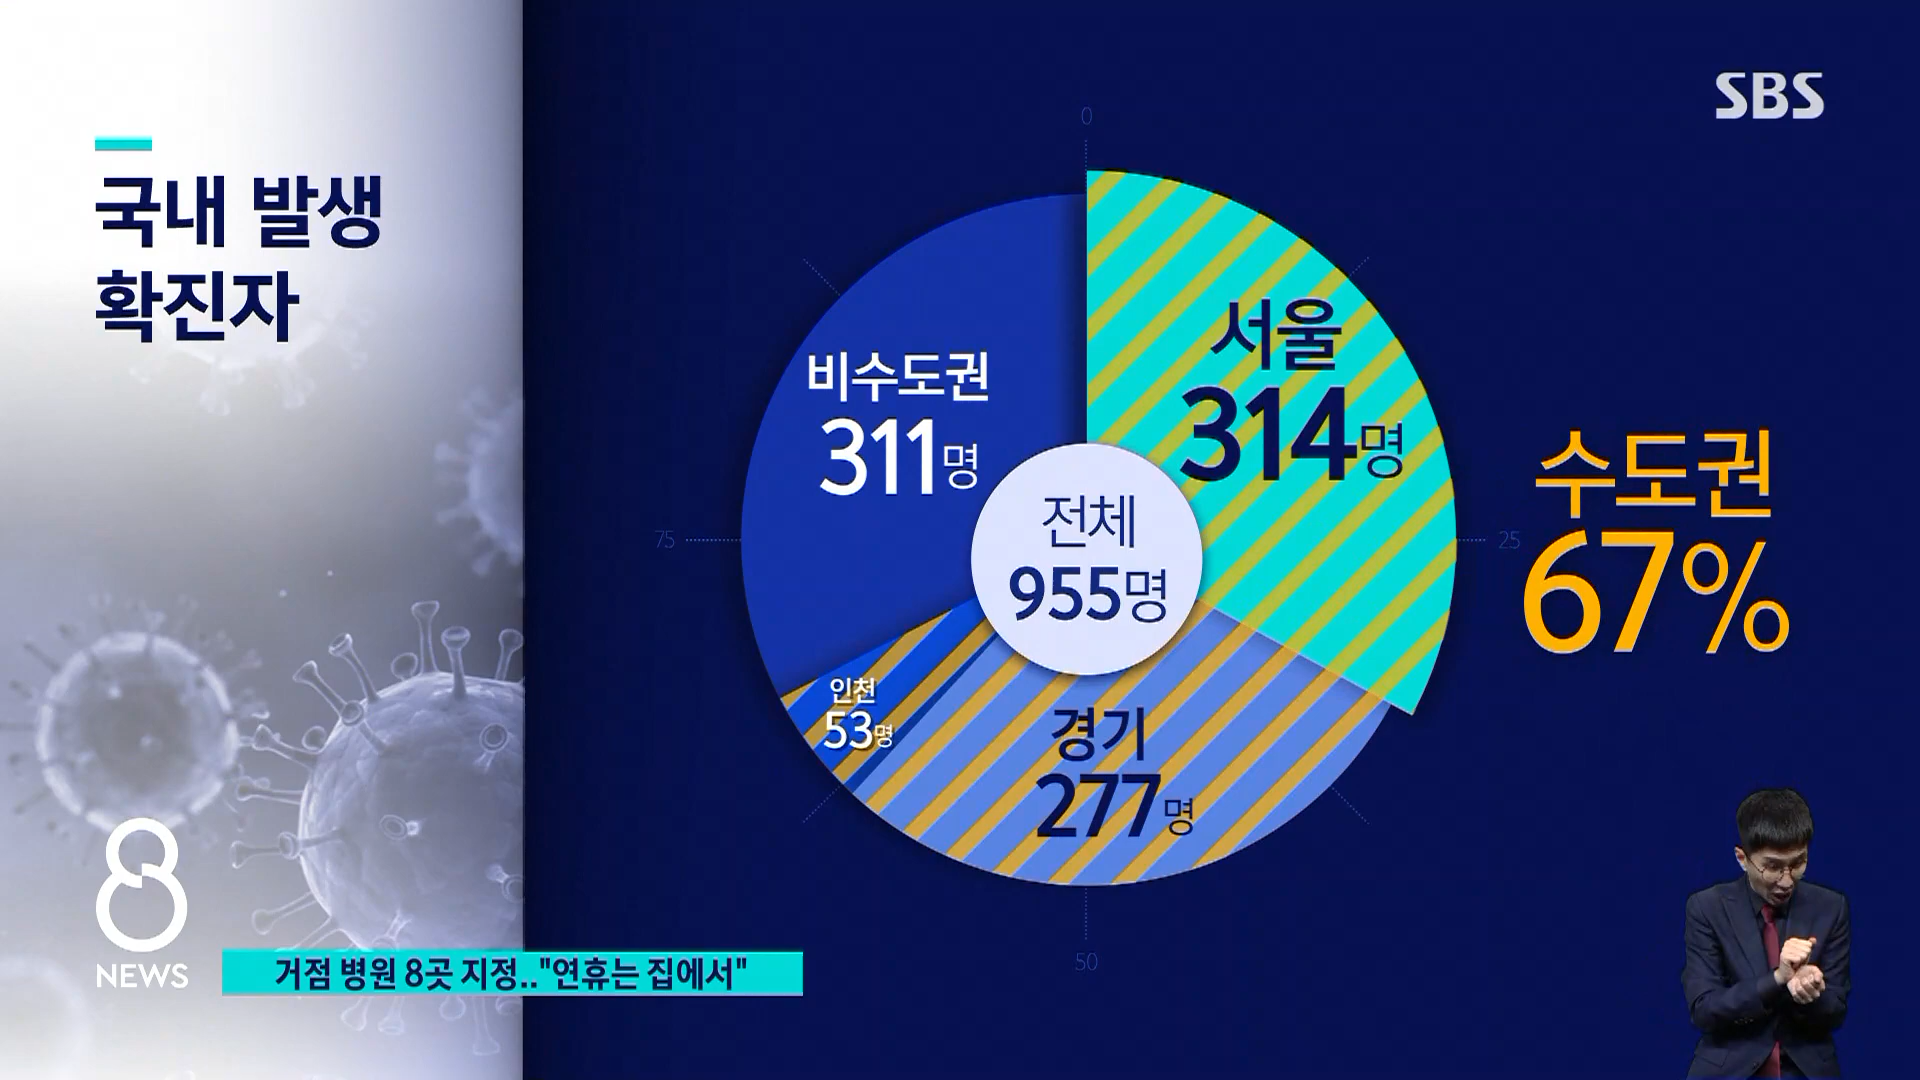 국내 발생
확진자
SBS
0
25
50
75
서울
314명
비수도권
311명
전체
955명
인천
53명
경기
277명
수도권
67%
8
NEWS
거점 병원 8곳 지정.."연휴는 집에서"